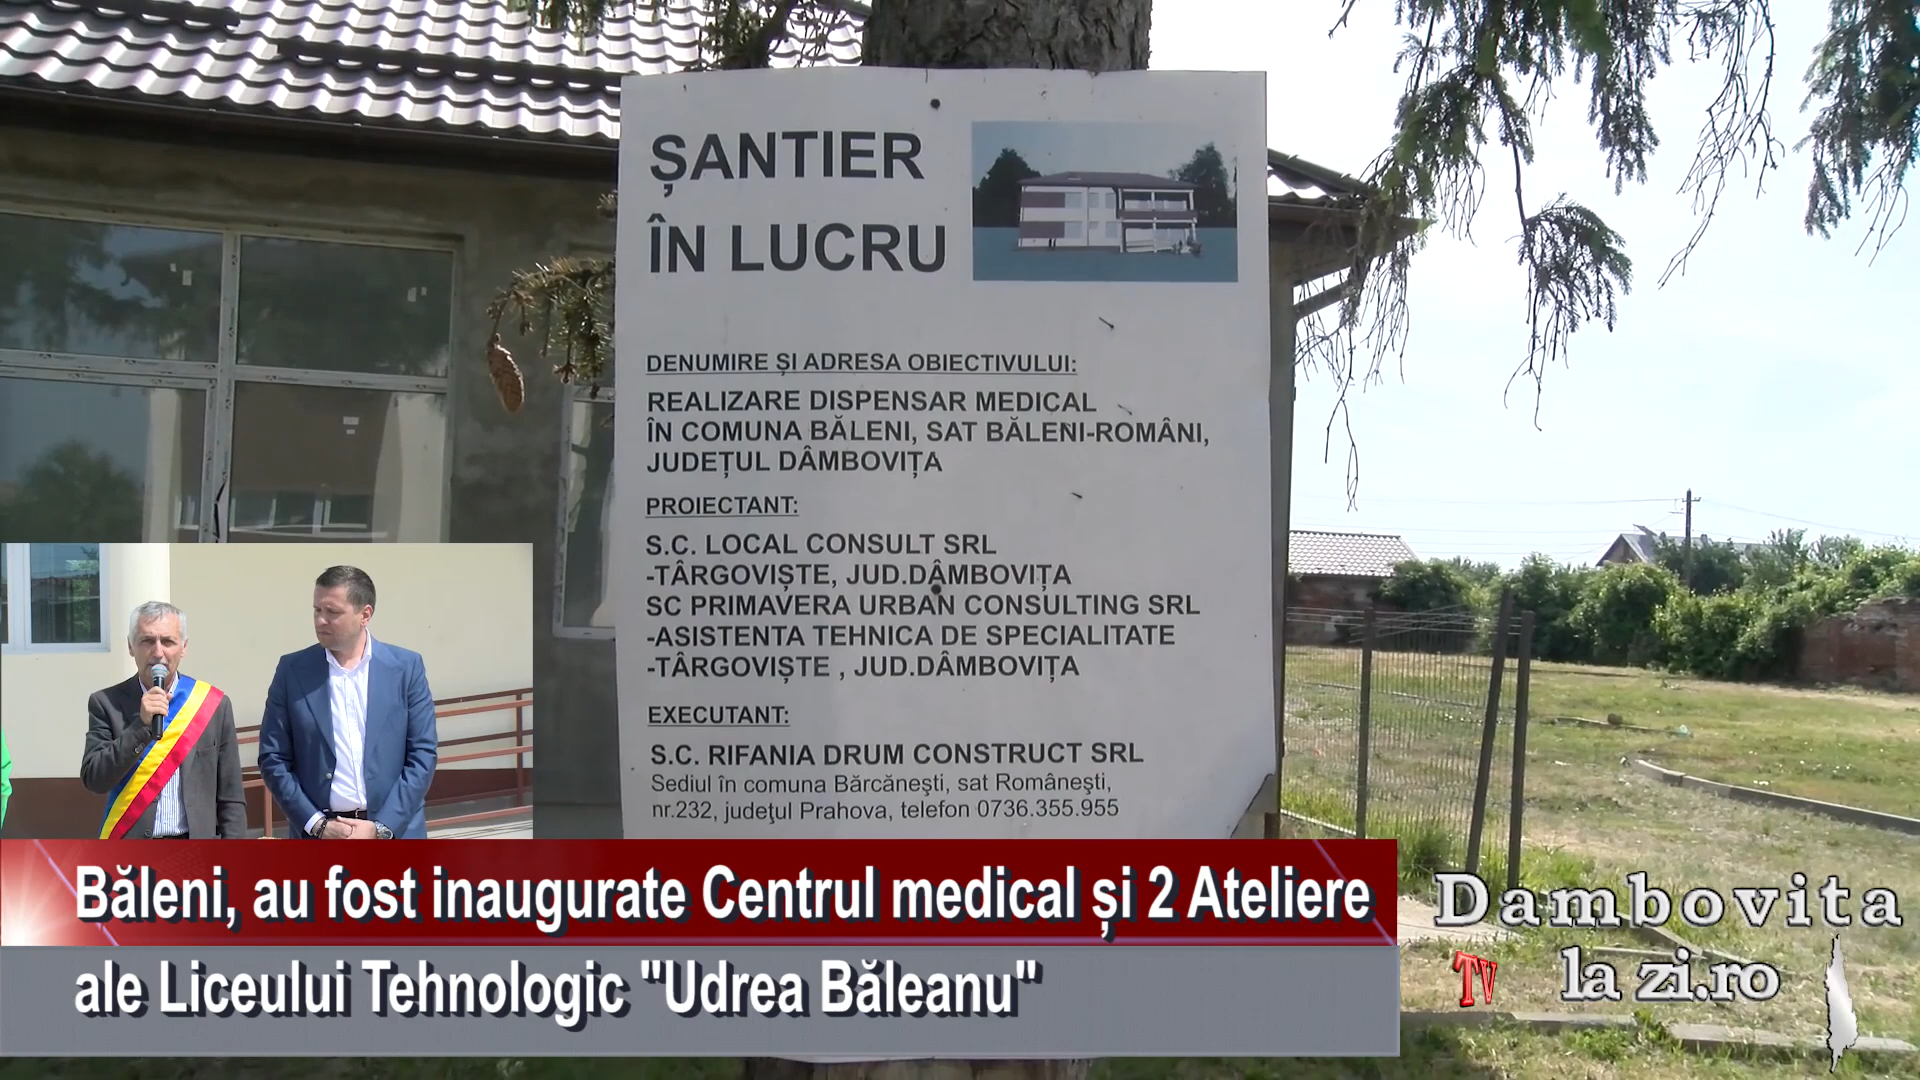 ȘANTIER
ÎN LUCRU
DENUMIRE ȘI ADRESA OBIECTIVULUI:
REALIZARE DISPENSAR MEDICAL
ÎN COMUNA BĂLENI, SAT BĂLENI-ROMÂNI,
JUDEȚUL DÂMBOVIȚA
PROIECTANT:
S.C. LOCAL CONSULT SRL
-TÂRGOVIȘTE, JUD.DÂMBOVIȚA
SC PRIMAVERA URBAN CONSULTING SRL
-ASISTENTA TEHNICA DE SPECIALITATE
-TÂRGOVIȘTE , JUD.DÂMBOVIȚA
EXECUTANT:
S.C. RIFANIA DRUM CONSTRUCT SRL
Sediul în comuna Bărcăneşti, sat Româneşti,
nr.232, judeţul Prahova, telefon 0736.355.955
Băleni, au fost inaugurate Centrul medical și 2 Ateliere
ale Liceului Tehnologic "Udrea Băleanu"
Dambovita
TV la zi.ro